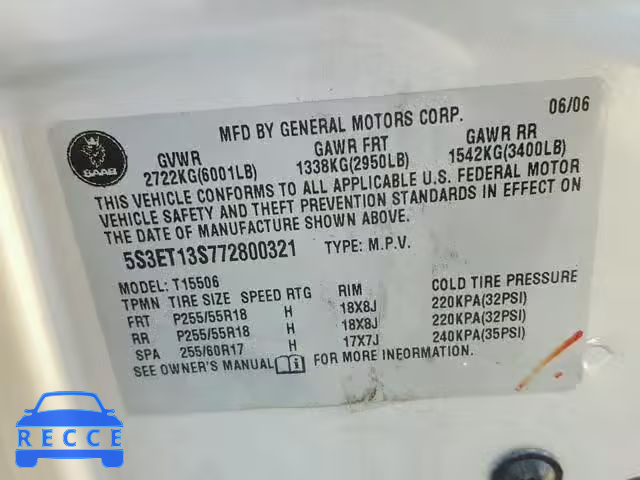 06/06
SAAB
MFD BY GENERAL MOTORS CORP.
GVWR GAWR FRT GAWR RR
2722KG(6001LB) 1338KG(2950LB) 1542KG(3400LB)
THIS VEHICLE CONFORMS TO ALL APPLICABLE U.S. FEDERAL MOTOR
VEHICLE SAFETY AND THEFT PREVENTION STANDARDS IN EFFECT ON
THE DATE OF MANUFACTURE SHOWN ABOVE.
5S3ET13S772800321 TYPE: M.P.V.
MODEL: T15506
TPMN TIRE SIZE SPEED RTG RIM COLD TIRE PRESSURE
FRT P255/55R18 H 18X8J 220KPA(32PSI)
RR P255/55R18 H 18X8J 220KPA(32PSI)
SPA 255/60R17 H 17X7J 240KPA(35PSI)
SEE OWNER'S MANUAL FOR MORE INFORMATION.
RECCE